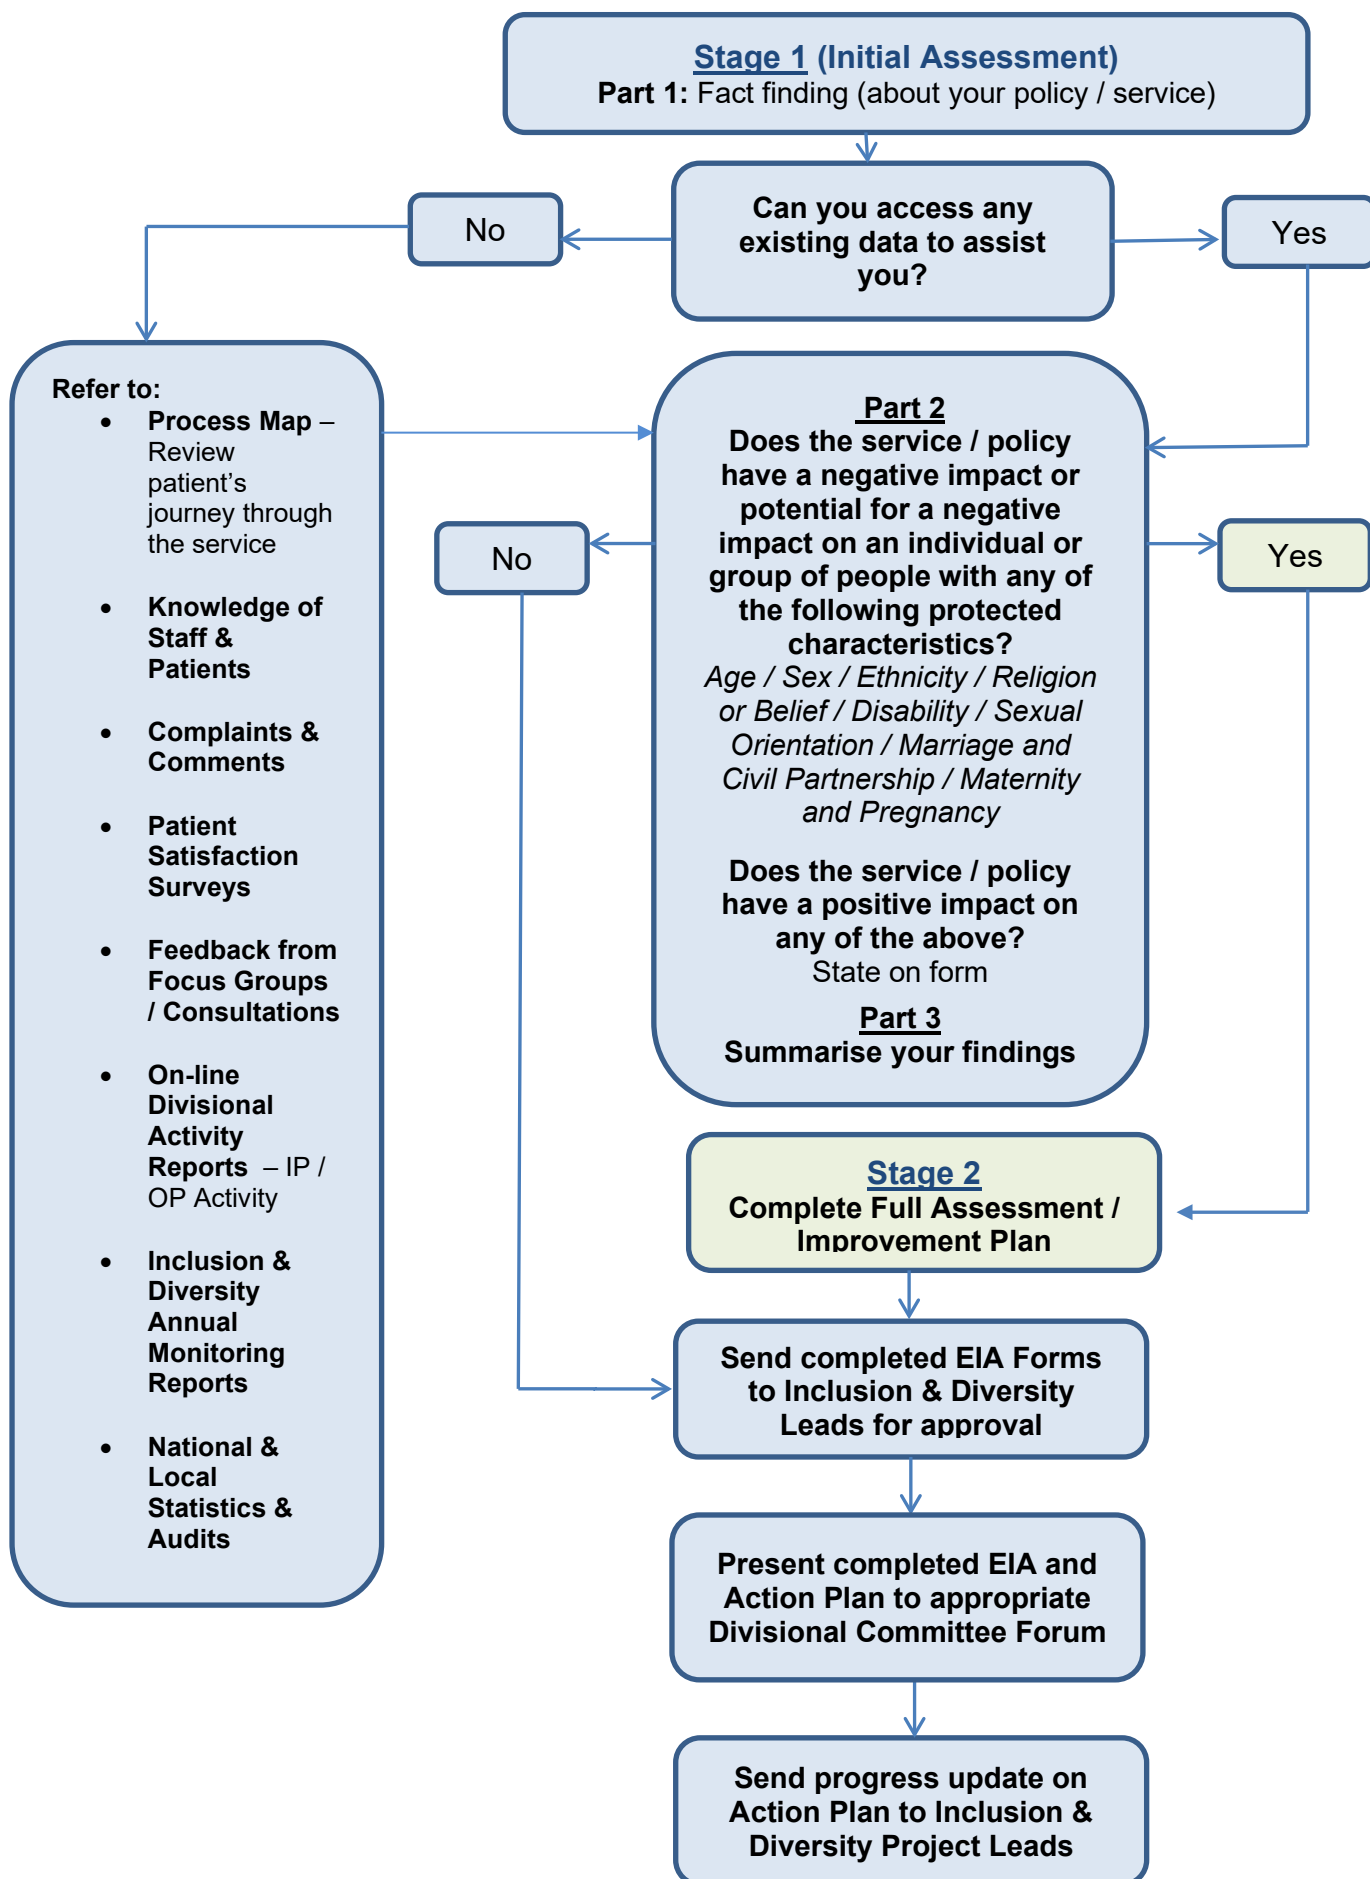 Stage 1 (Initial Assessment)
Part 1: Fact finding (about your policy / service)
Can you access any
existing data to assist
you?
No
Yes
Refer to:
• Process Map –
Review
patient’s
journey through
the service
• Knowledge of
Staff &
Patients
• Complaints &
Comments
• Patient
Satisfaction
Surveys
• Feedback from
Focus Groups
/ Consultations
• On-line
Divisional
Activity
Reports – IP /
OP Activity
• Inclusion &
Diversity
Annual
Monitoring
Reports
• National &
Local
Statistics &
Audits
Part 2
Does the service / policy
have a negative impact or
potential for a negative
impact on an individual or
group of people with any of
the following protected
characteristics?
Age / Sex / Ethnicity / Religion
or Belief / Disability / Sexual
Orientation / Marriage and
Civil Partnership / Maternity
and Pregnancy
Does the service / policy
have a positive impact on
any of the above?
State on form
Part 3
Summarise your findings
No
Yes
Stage 2
Complete Full Assessment /
Improvement Plan
Send completed EIA Forms
to Inclusion & Diversity
Leads for approval
Present completed EIA and
Action Plan to appropriate
Divisional Committee Forum
Send progress update on
Action Plan to Inclusion &
Diversity Project Leads